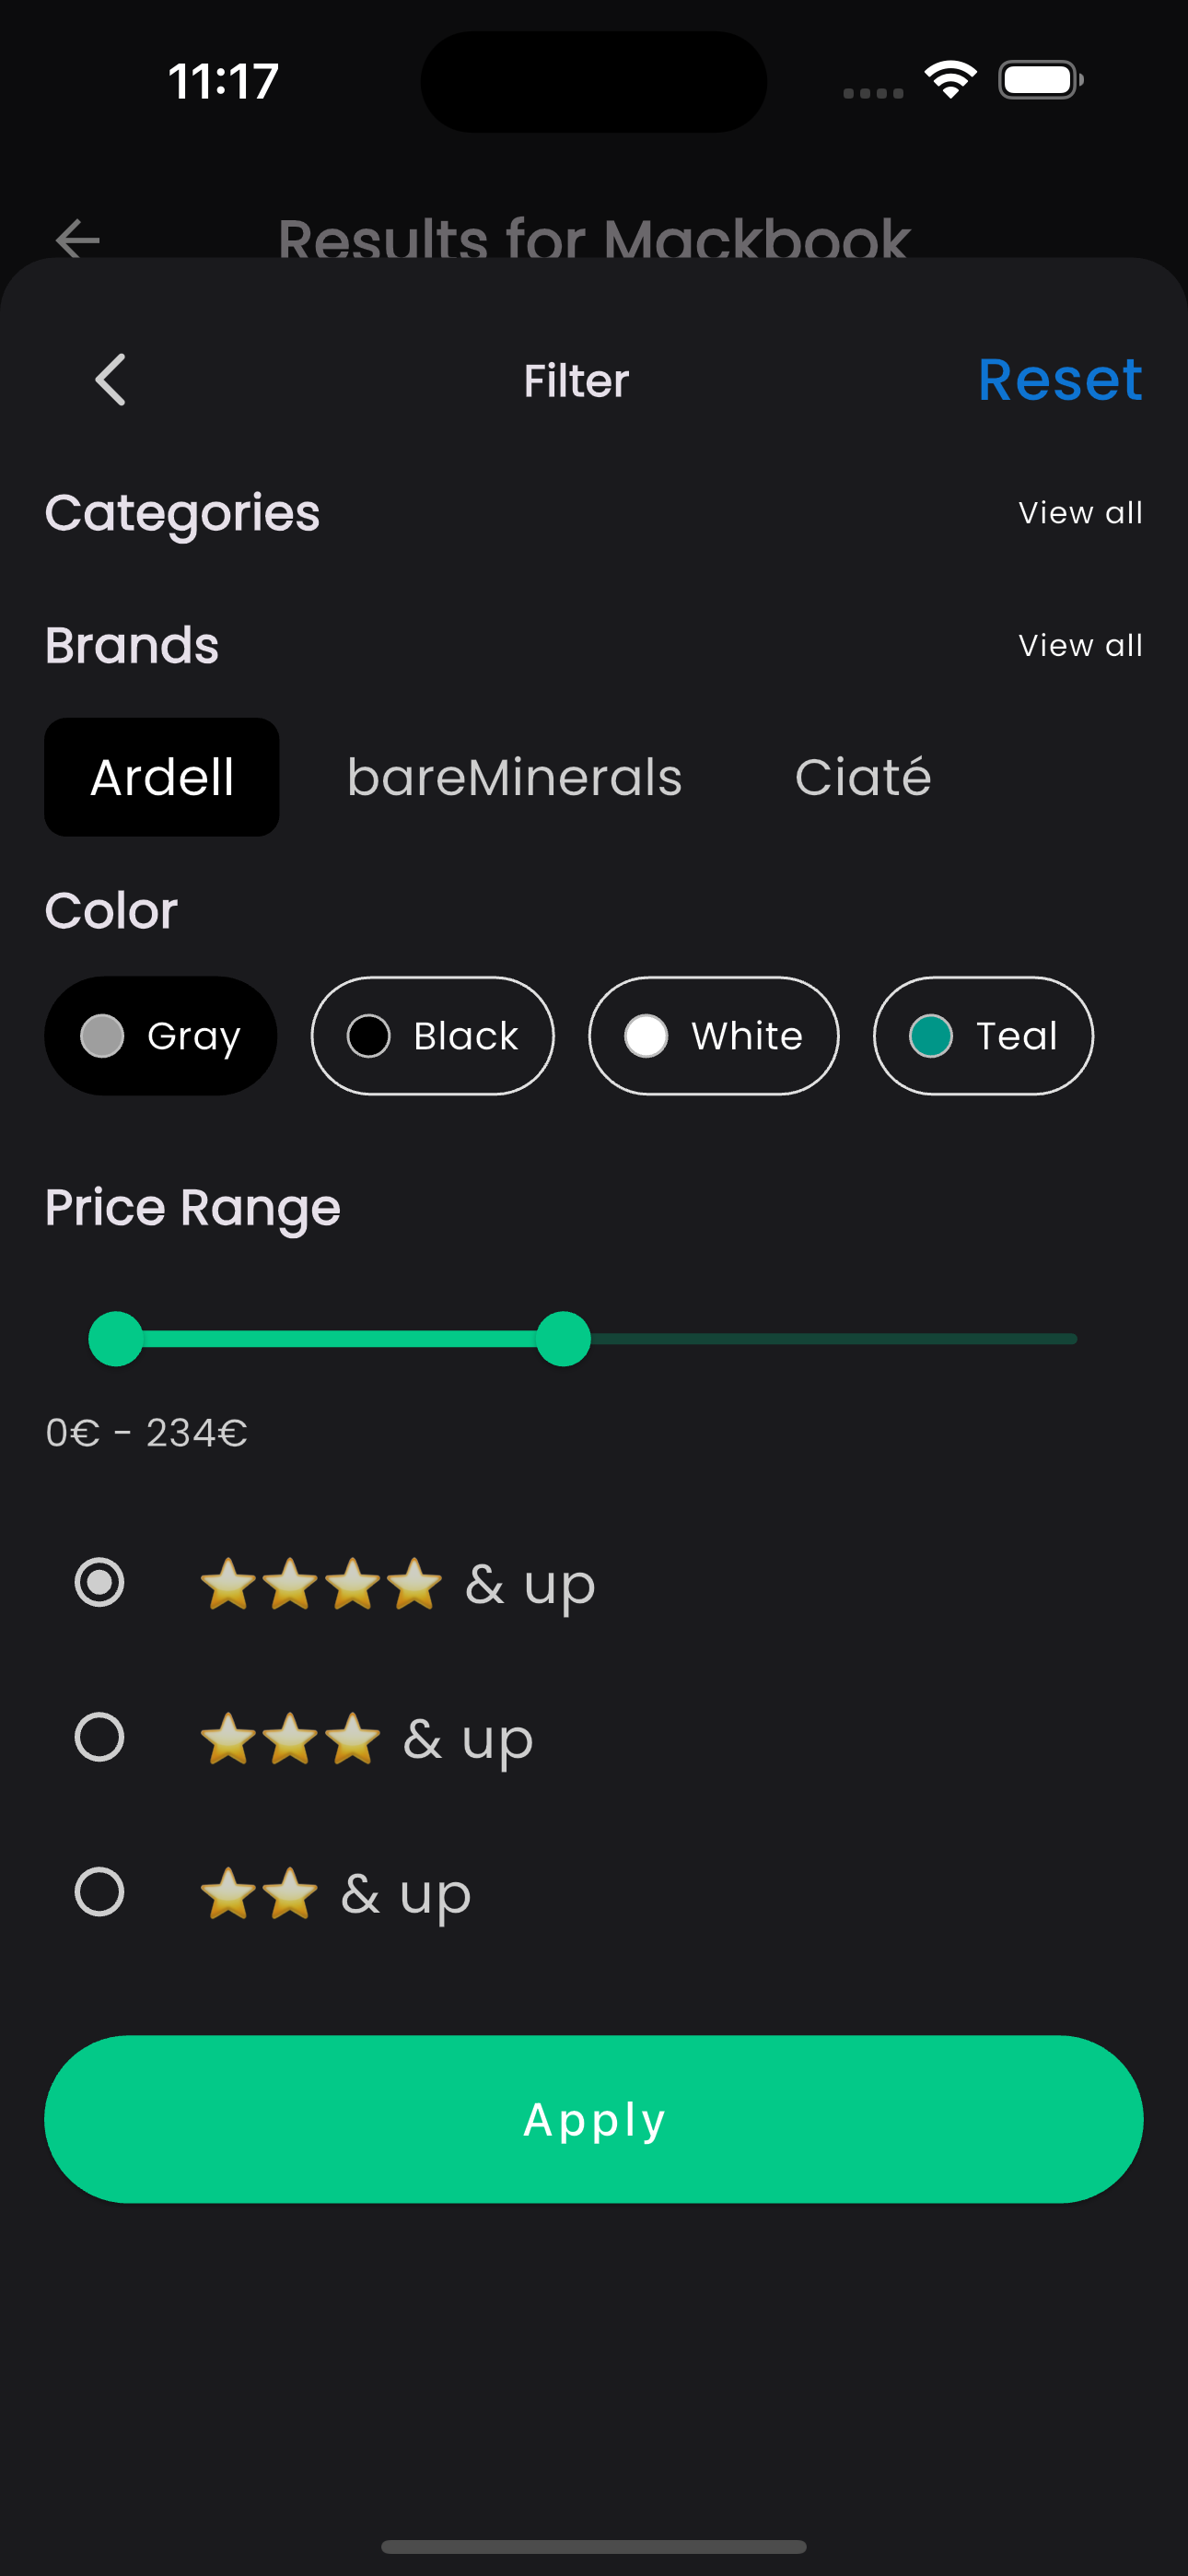 11:17
Results for Mackbook
Filter
Reset
Categories
View all
Brands
View all
Ardell
bareMinerals
Ciaté
Color
Gray
Black
White
Teal
Price Range
0€ - 234€
⭐⭐⭐⭐ & up
⭐⭐⭐ & up
⭐⭐ & up
Apply